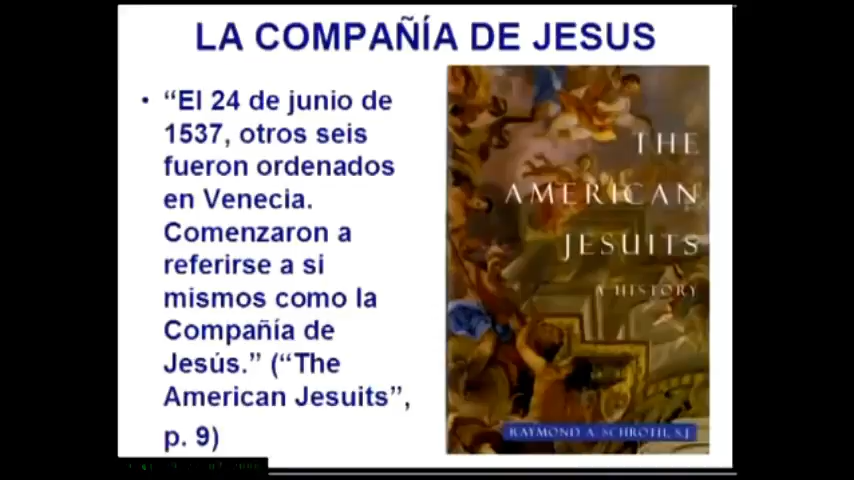 LA COMPAÑÍA DE JESUS
• “El 24 de junio de
1537, otros seis
fueron ordenados
en Venecia.
Comenzaron a
referirse a si
mismos como la
Compañía de
Jesús.” (“The
American Jesuits”,
p. 9)
THE
AMERICAN
JESUITS
A HISTORY
RAYMOND A. SCHROTH, S.J.